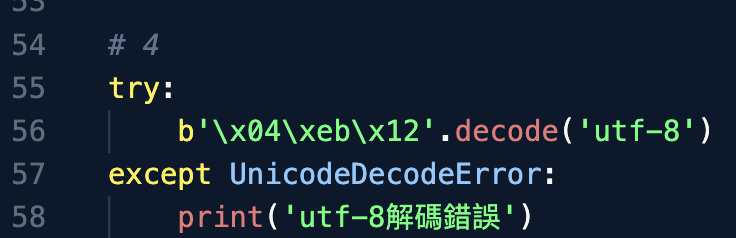 54 # 4
55 try:
56     b'\x04\xeb\x12'.decode('utf-8')
57 except UnicodeDecodeError:
58     print('utf-8解碼錯誤')